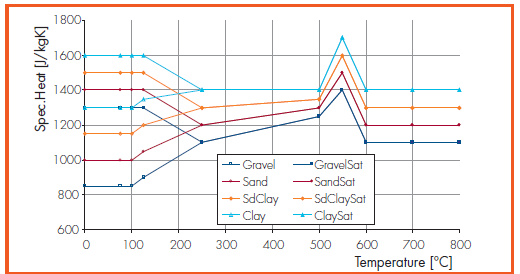 Spec.Heat [J/kgK]
1800
1600
1400
1200
1000
800
600
Gravel
GravelSat
Sand
SandSat
SdClay
SdClaySat
Clay
ClaySat
0 100 200 300 400 500 600 700 800
Temperature [°C]